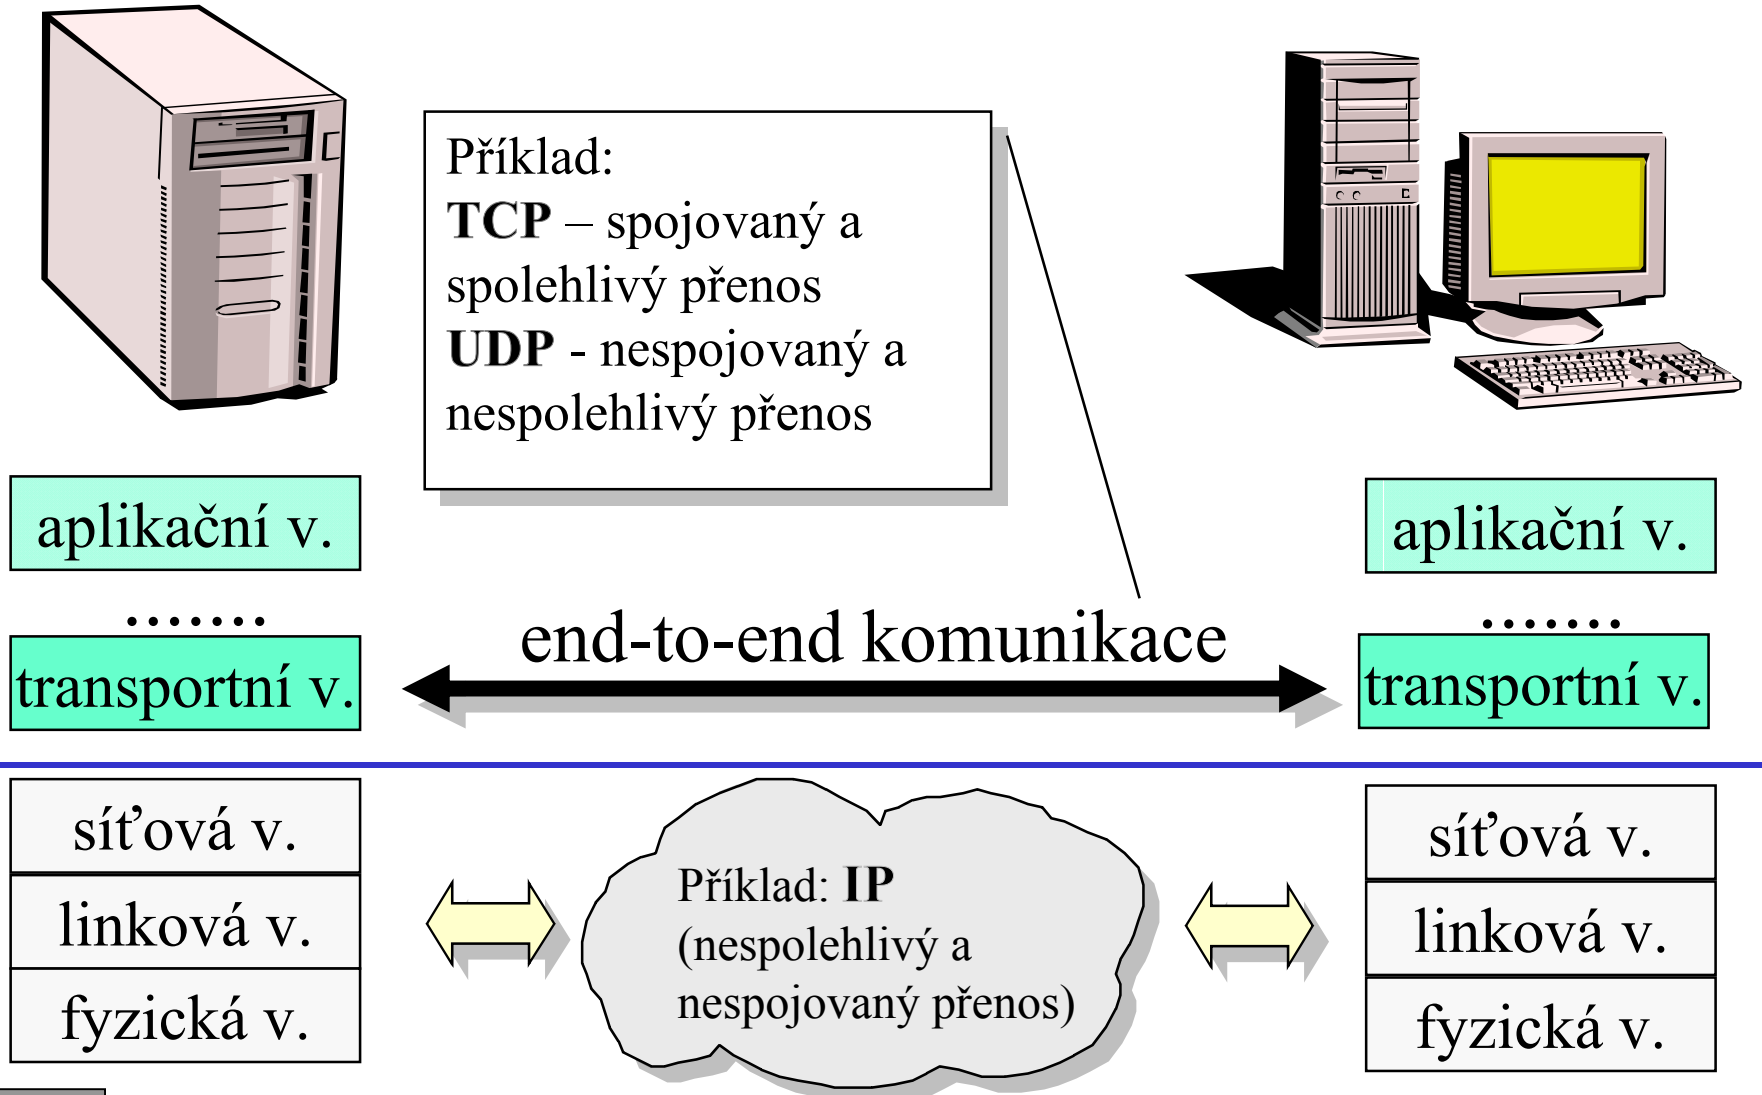 Příklad:
TCP – spojovaný a
spolehlivý přenos
UDP - nespojovaný a
nespolehlivý přenos
aplikační v.
aplikační v.
.......
.......
end-to-end komunikace
transportní v.
transportní v.
síťová v.
síťová v.
linková v.
linková v.
fyzická v.
fyzická v.
Příklad: IP
(nespolehlivý a
nespojovaný přenos)